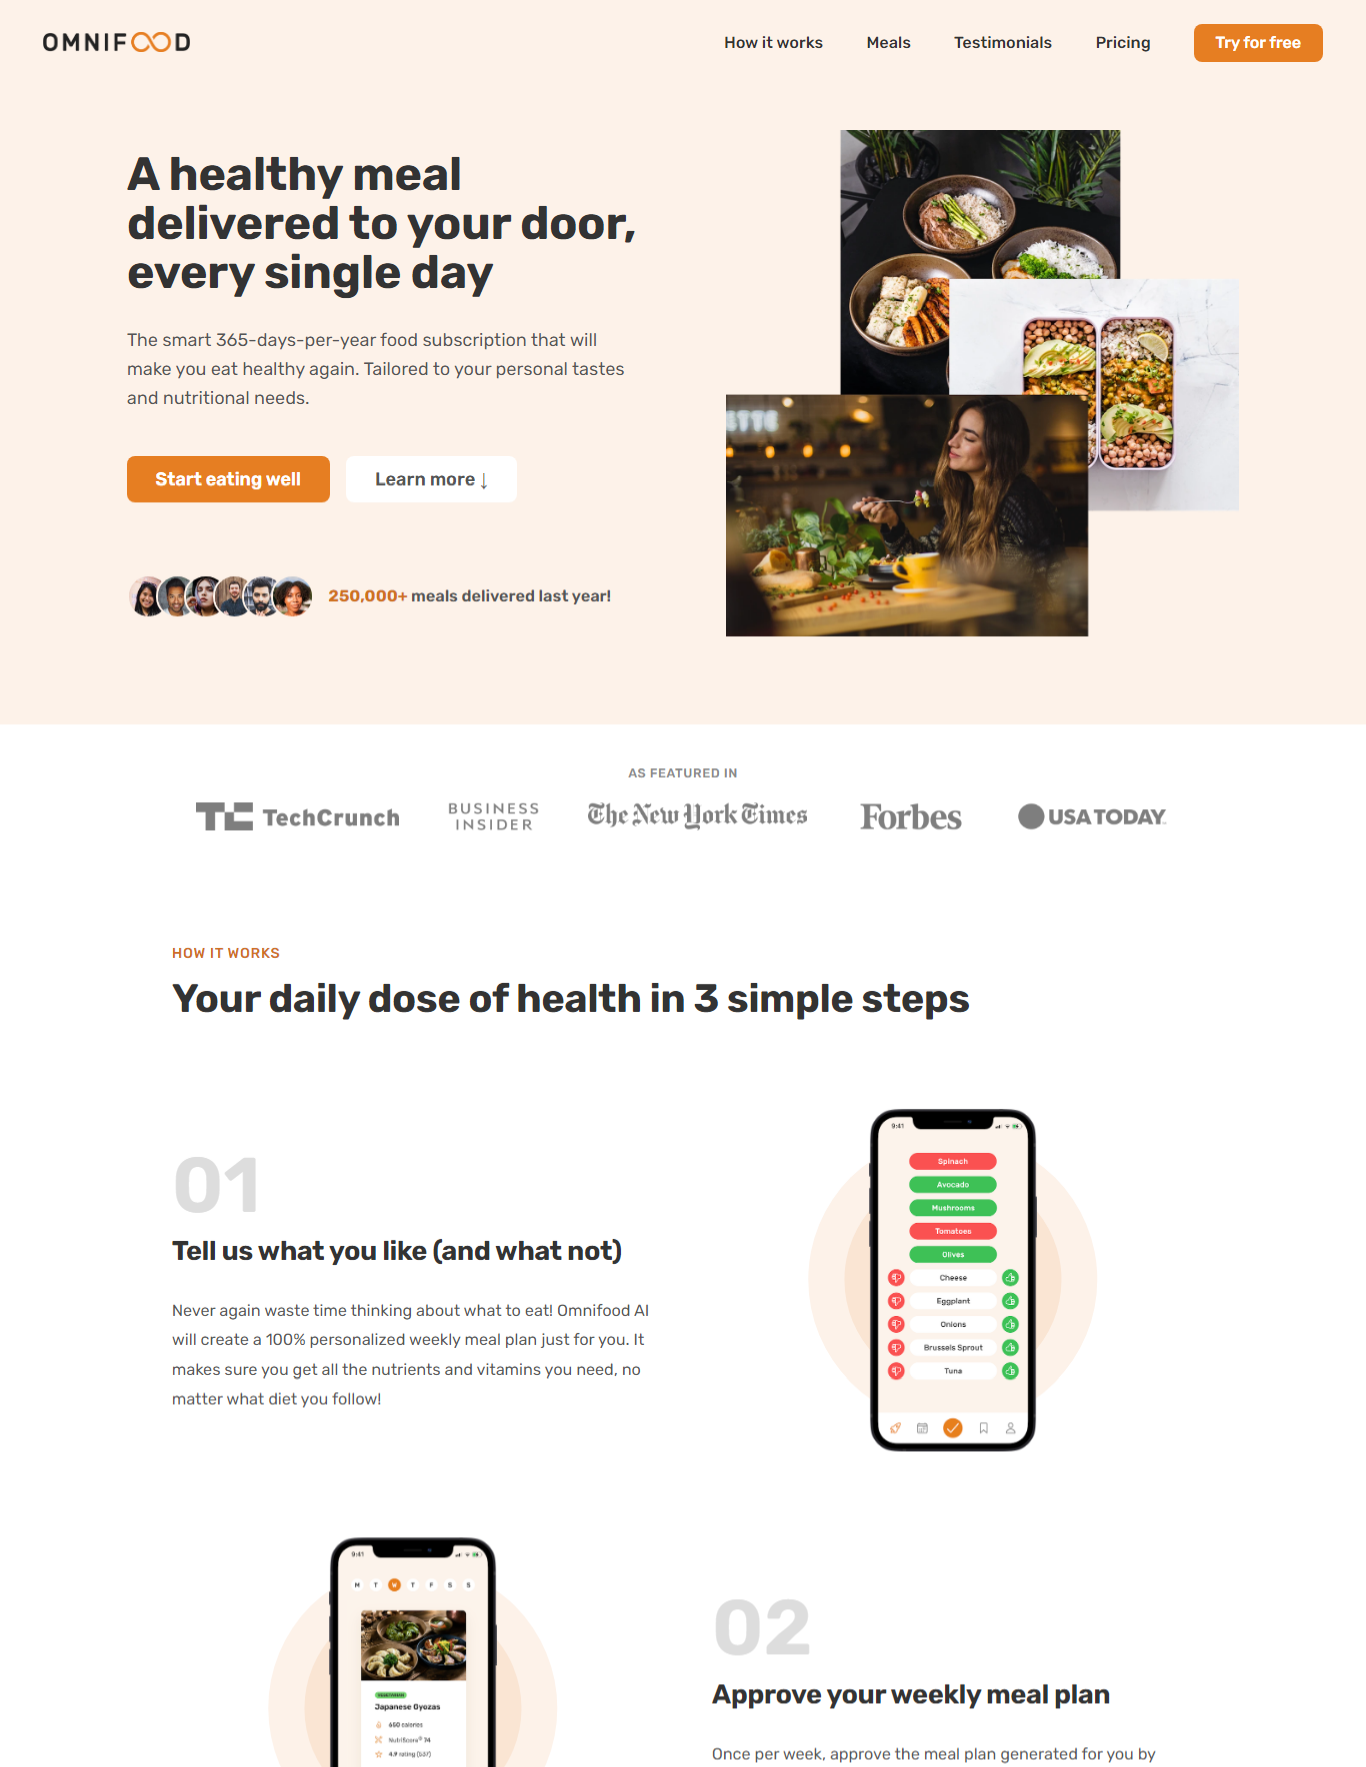 OMNIFOOD
How it works
Meals
Testimonials
Pricing
Try for free
A healthy meal
delivered to your door,
every single day
The smart 365-days-per-year food subscription that will
make you eat healthy again. Tailored to your personal tastes
and nutritional needs.
Start eating well
Learn more ↓
250,000+ meals delivered last year!
ETTE
AS FEATURED IN
TC TechCrunch
BUSINESS
INSIDER
The New York Times
Forbes
USA TODAY
HOW IT WORKS
Your daily dose of health in 3 simple steps
01
Tell us what you like (and what not)
Never again waste time thinking about what to eat! Omnifood AI
will create a 100% personalized weekly meal plan just for you. It
makes sure you get all the nutrients and vitamins you need, no
matter what diet you follow!
9:41
Spinach
Avocado
Mushrooms
Tomatoes
Olives
Cheese
Eggplant
Onions
Brussels Sprout
Tuna
9:41
M T W T F S S
Japanese Gyozas
650 calories
NutriScore® 74
4.9 rating (537)
02
Approve your weekly meal plan
Once per week, approve the meal plan generated for you by